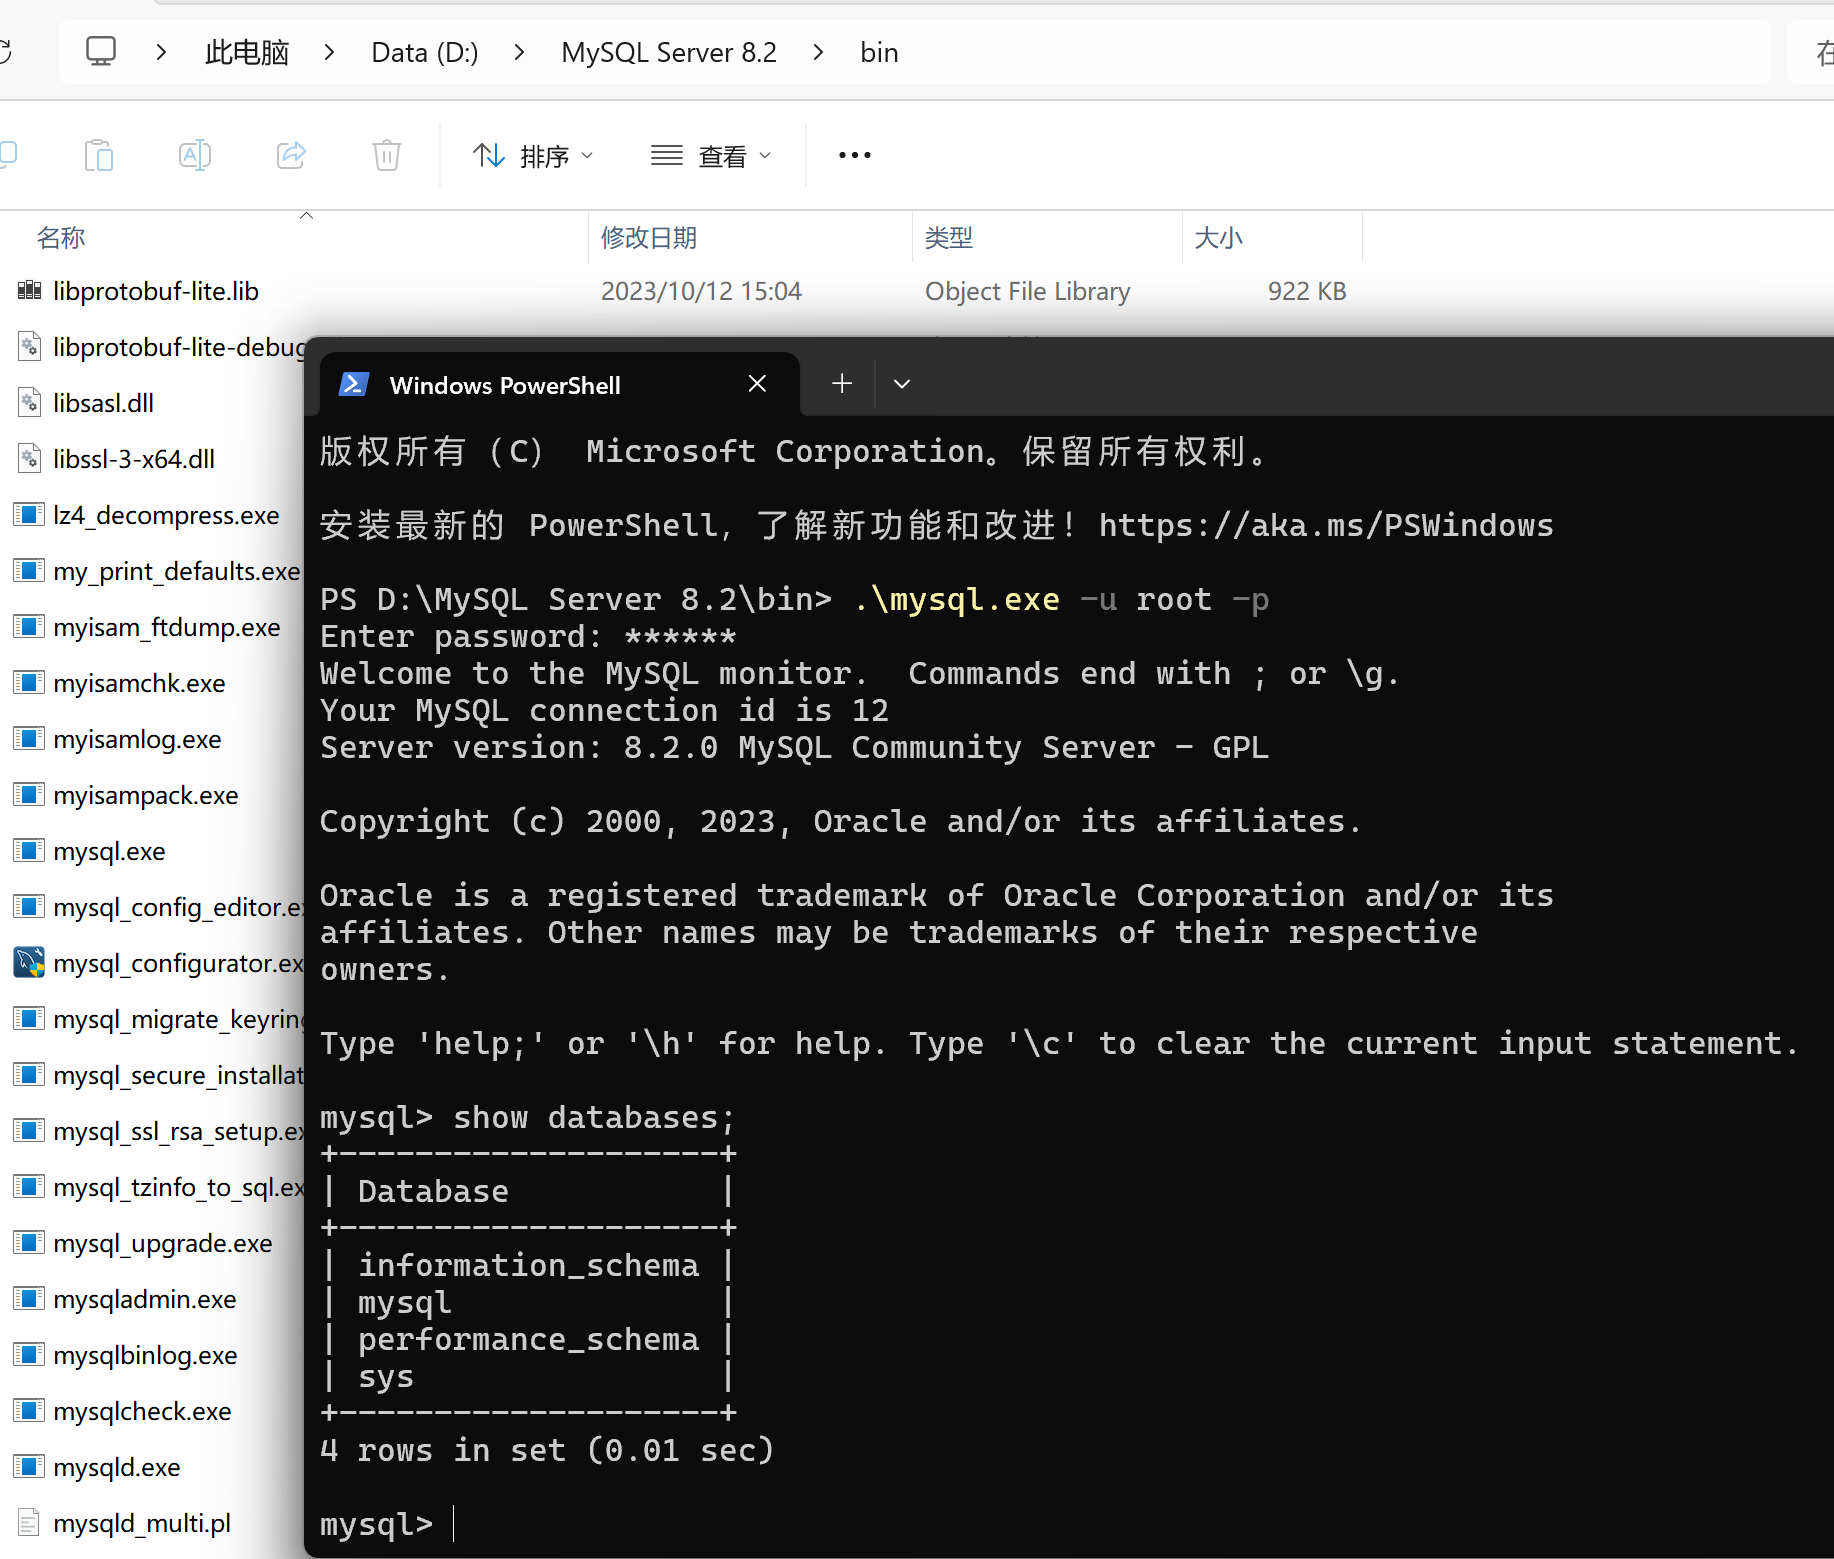 此电脑 > Data (D:) > MySQL Server 8.2 > bin
排序 查看 •••
名称 修改日期 类型 大小
libprotobuf-lite.lib 2023/10/12 15:04 Object File Library 922 KB
libprotobuf-lite-debug
libsasl.dll
libssl-3-x64.dll
lz4_decompress.exe
my_print_defaults.exe
myisam_ftdump.exe
myisamchk.exe
myisamlog.exe
myisampack.exe
mysql.exe
mysql_config_editor.ex
mysql_configurator.ex
mysql_migrate_keyring
mysql_secure_installat
mysql_ssl_rsa_setup.ex
mysql_tzinfo_to_sql.ex
mysql_upgrade.exe
mysqladmin.exe
mysqlbinlog.exe
mysqlcheck.exe
mysqld.exe
mysqld_multi.pl
Windows PowerShell
版权所有 (C) Microsoft Corporation。保留所有权利。
安装最新的 PowerShell，了解新功能和改进！https://aka.ms/PSWindows
PS D:\MySQL Server 8.2\bin> .\mysql.exe -u root -p
Enter password: ******
Welcome to the MySQL monitor.  Commands end with ; or \g.
Your MySQL connection id is 12
Server version: 8.2.0 MySQL Community Server - GPL
Copyright (c) 2000, 2023, Oracle and/or its affiliates.
Oracle is a registered trademark of Oracle Corporation and/or its
affiliates. Other names may be trademarks of their respective
owners.
Type 'help;' or '\h' for help. Type '\c' to clear the current input statement.
mysql> show databases;
+--------------------+
| Database           |
+--------------------+
| information_schema |
| mysql              |
| performance_schema |
| sys                |
+--------------------+
4 rows in set (0.01 sec)
mysql>